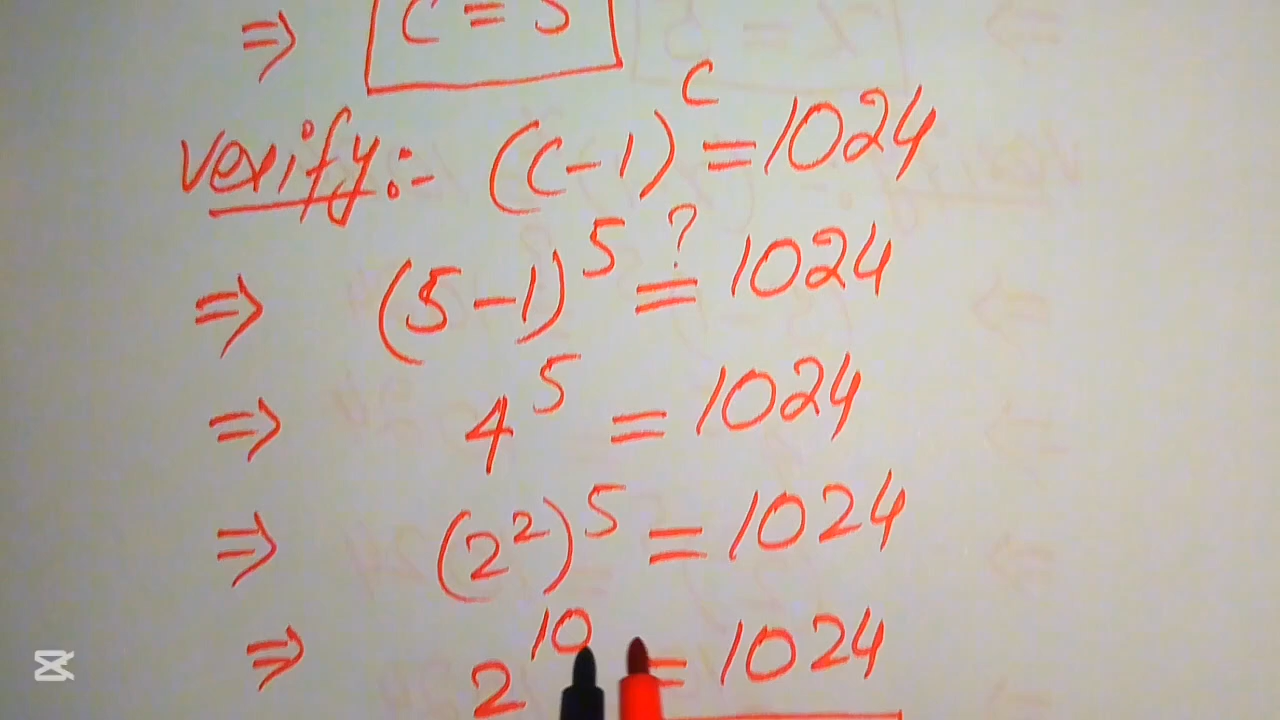 ⇒ C = 5
Verify:- (C-1)^C = 1024
⇒ (5-1)^5 ?= 1024
⇒ 4^5 = 1024
⇒ (2^2)^5 = 1024
⇒ 2^10 = 1024